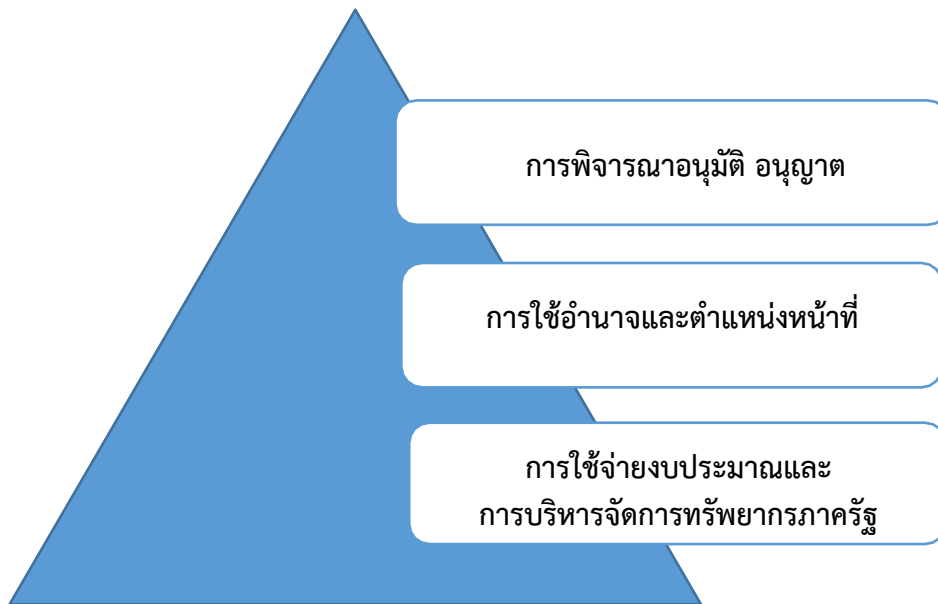 การพิจารณาอนุมัติ อนุญาต
การใช้อำนาจและตำแหน่งหน้าที่
การใช้จ่ายงบประมาณและ
การบริหารจัดการทรัพยากรภาครัฐ